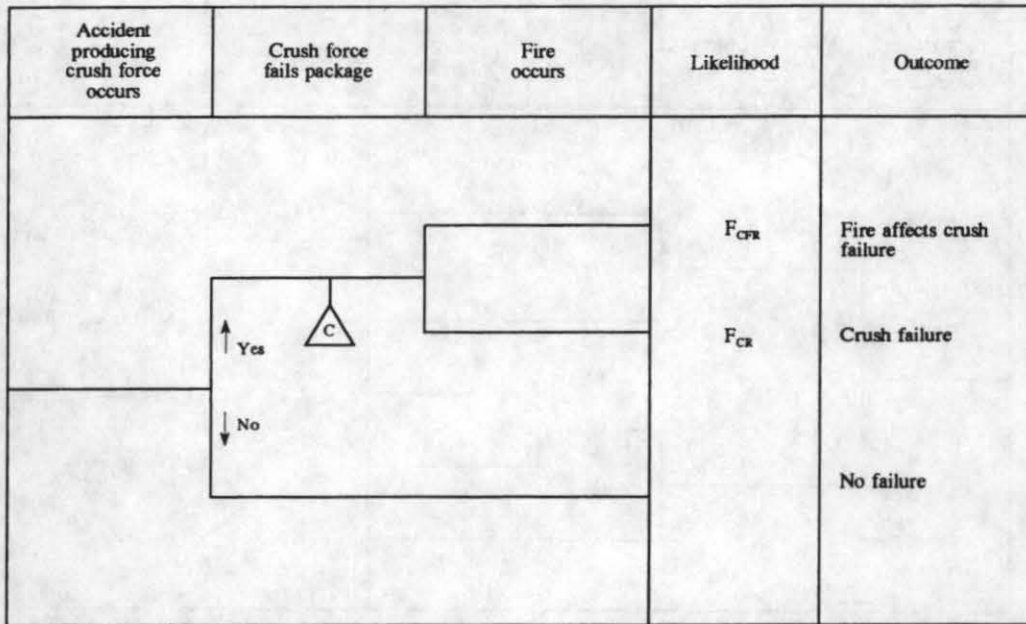 Accident
producing
crush force
occurs
Crush force
fails package
Fire
occurs
Likelihood
Outcome
F_CFR
Fire affects crush
failure
C
Yes
F_CR
Crush failure
No
No failure